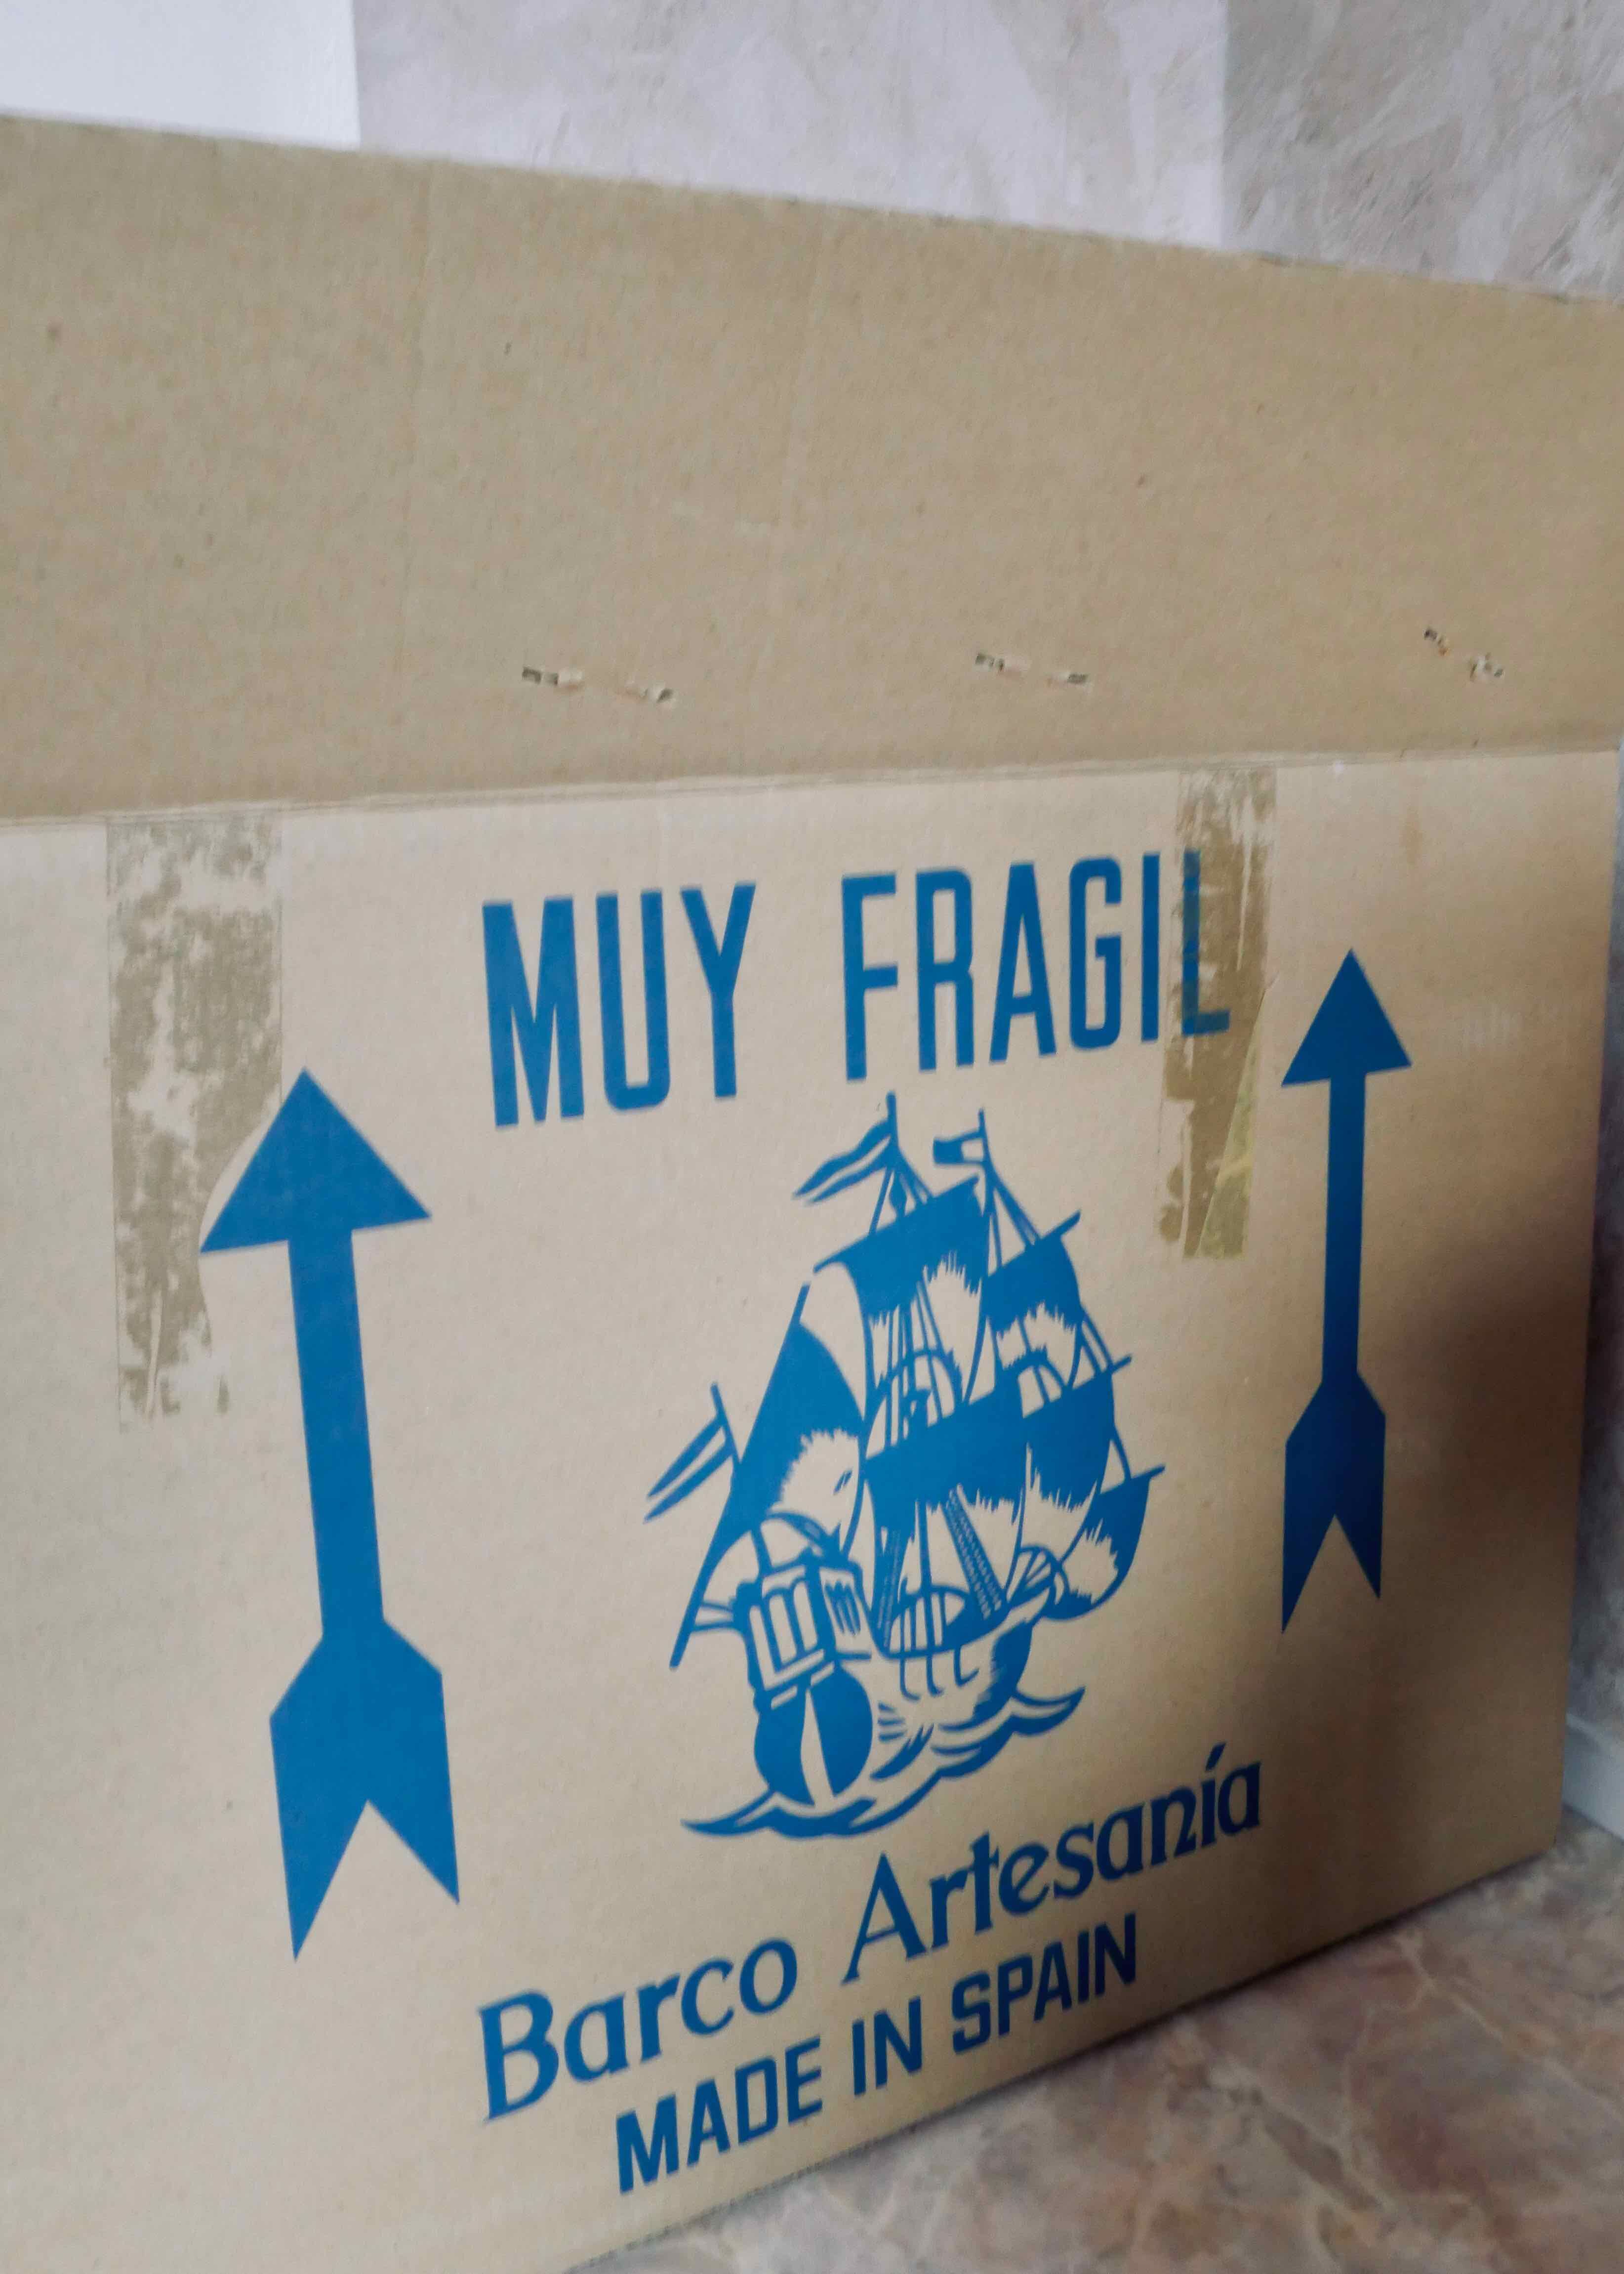 MUY FRAGIL
Barco Artesanía
MADE IN SPAIN